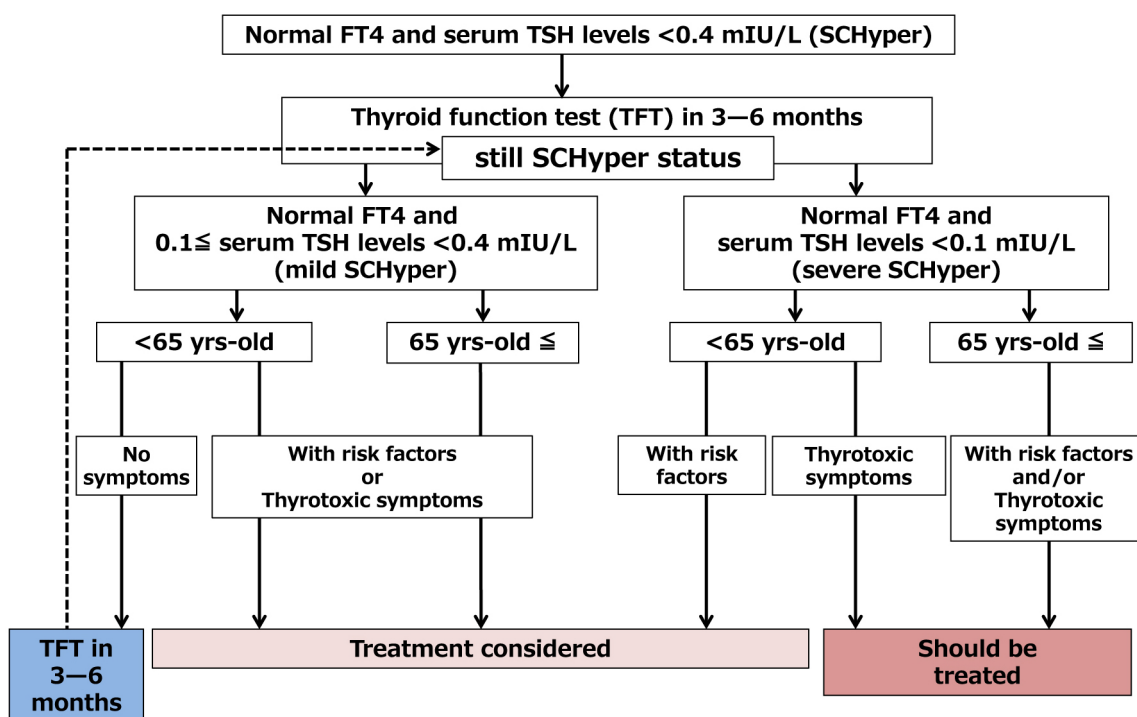 Normal FT4 and serum TSH levels <0.4 mIU/L (SCHyper)
Thyroid function test (TFT) in 3—6 months
still SCHyper status
Normal FT4 and
0.1≦ serum TSH levels <0.4 mIU/L
(mild SCHyper)
Normal FT4 and
serum TSH levels <0.1 mIU/L
(severe SCHyper)
<65 yrs-old
65 yrs-old ≦
<65 yrs-old
65 yrs-old ≦
No
symptoms
With risk factors
or
Thyrotoxic symptoms
With risk
factors
Thyrotoxic
symptoms
With risk factors
and/or
Thyrotoxic
symptoms
TFT in
3—6
months
Treatment considered
Should be
treated